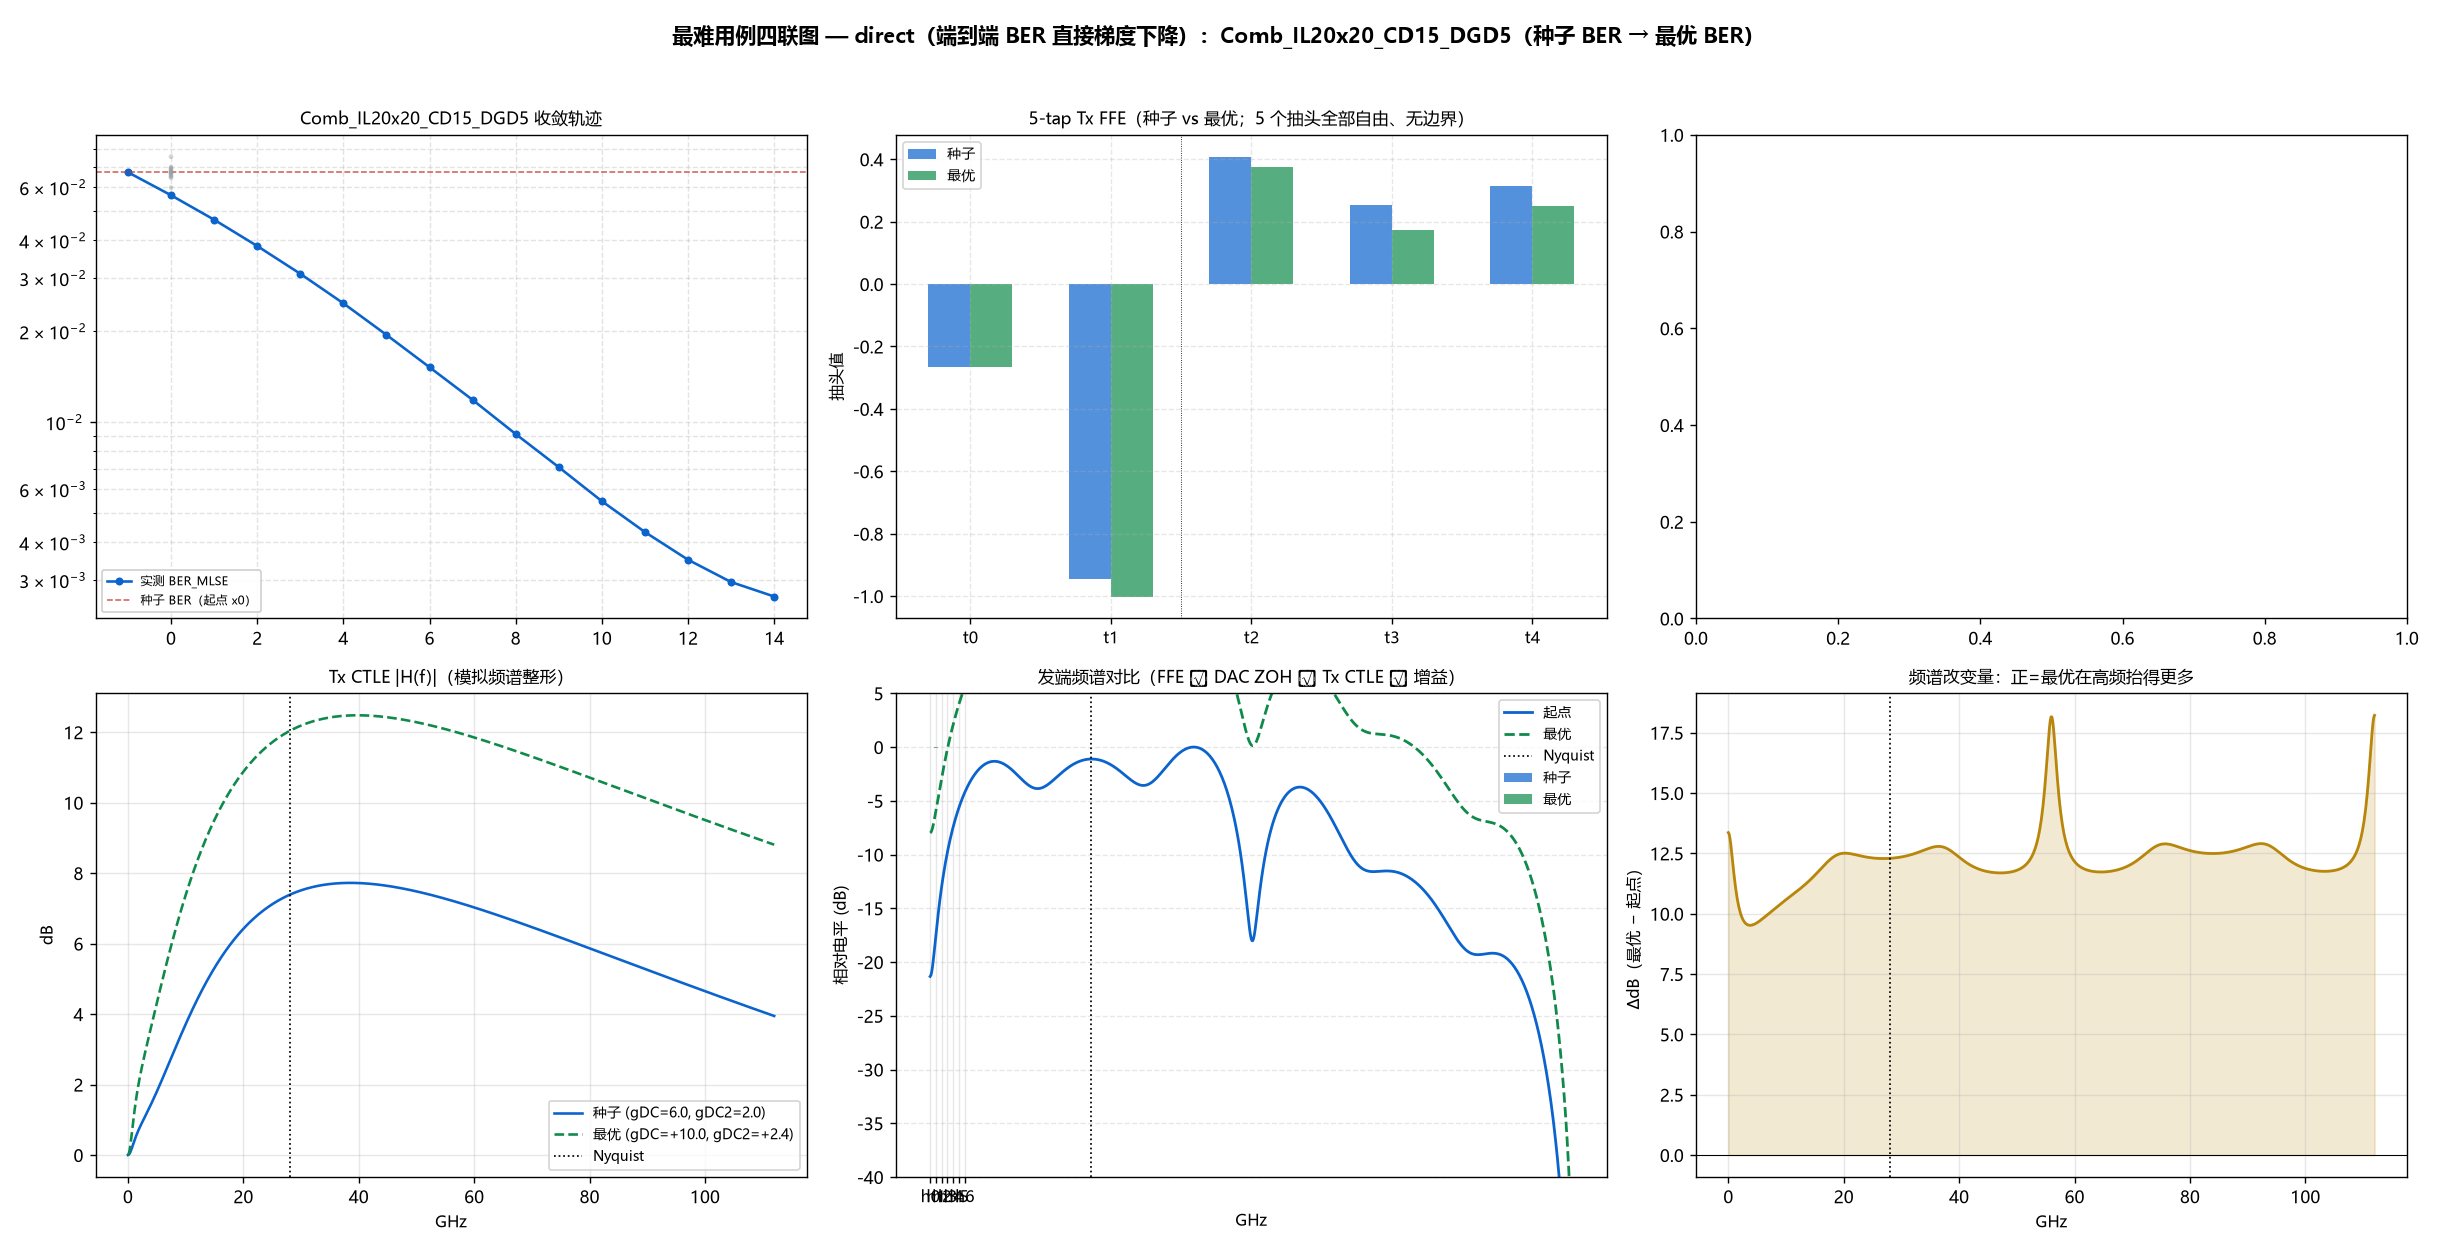 最难用例四联图 — direct（端到端 BER 直接梯度下降）：Comb_IL20x20_CD15_DGD5（种子 BER → 最优 BER）
Comb_IL20x20_CD15_DGD5 收敛轨迹
6 × 10⁻²
4 × 10⁻²
3 × 10⁻²
2 × 10⁻²
10⁻²
6 × 10⁻³
4 × 10⁻³
3 × 10⁻³
实测 BER_MLSE
种子 BER（起点 x0）
0 2 4 6 8 10 12 14
5-tap Tx FFE（种子 vs 最优；5 个抽头全部自由、无边界）
种子
最优
抽头值
0.4
0.2
0.0
-0.2
-0.4
-0.6
-0.8
-1.0
t0 t1 t2 t3 t4
1.0
0.8
0.6
0.4
0.2
0.0
0.0 0.2 0.4 0.6 0.8 1.0
Tx CTLE |H(f)|（模拟频谱整形）
dB
12
10
8
6
4
2
0
种子 (gDC=6.0, gDC2=2.0)
最优 (gDC=+10.0, gDC2=+2.4)
Nyquist
0 20 40 60 80 100
GHz
发端频谱对比（FFE DAC ZOH Tx CTLE 增益）
相对电平 (dB)
5
0
-5
-10
-15
-20
-25
-30
-35
-40
起点
最优
Nyquist
种子
最优
GHz
频谱改变量：正=最优在高频抬得更多
ΔdB（最优 − 起点）
17.5
15.0
12.5
10.0
7.5
5.0
2.5
0.0
0 20 40 60 80 100
GHz